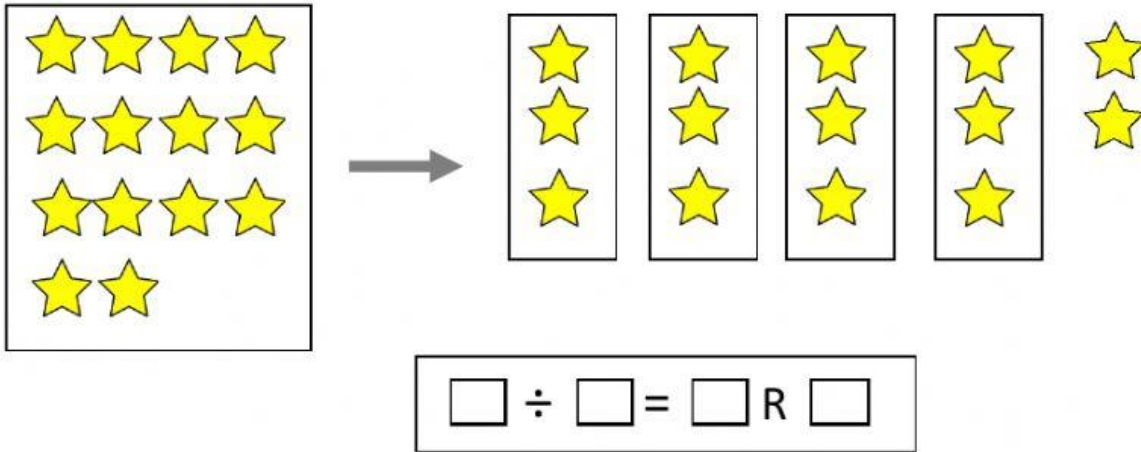 ÷ = R